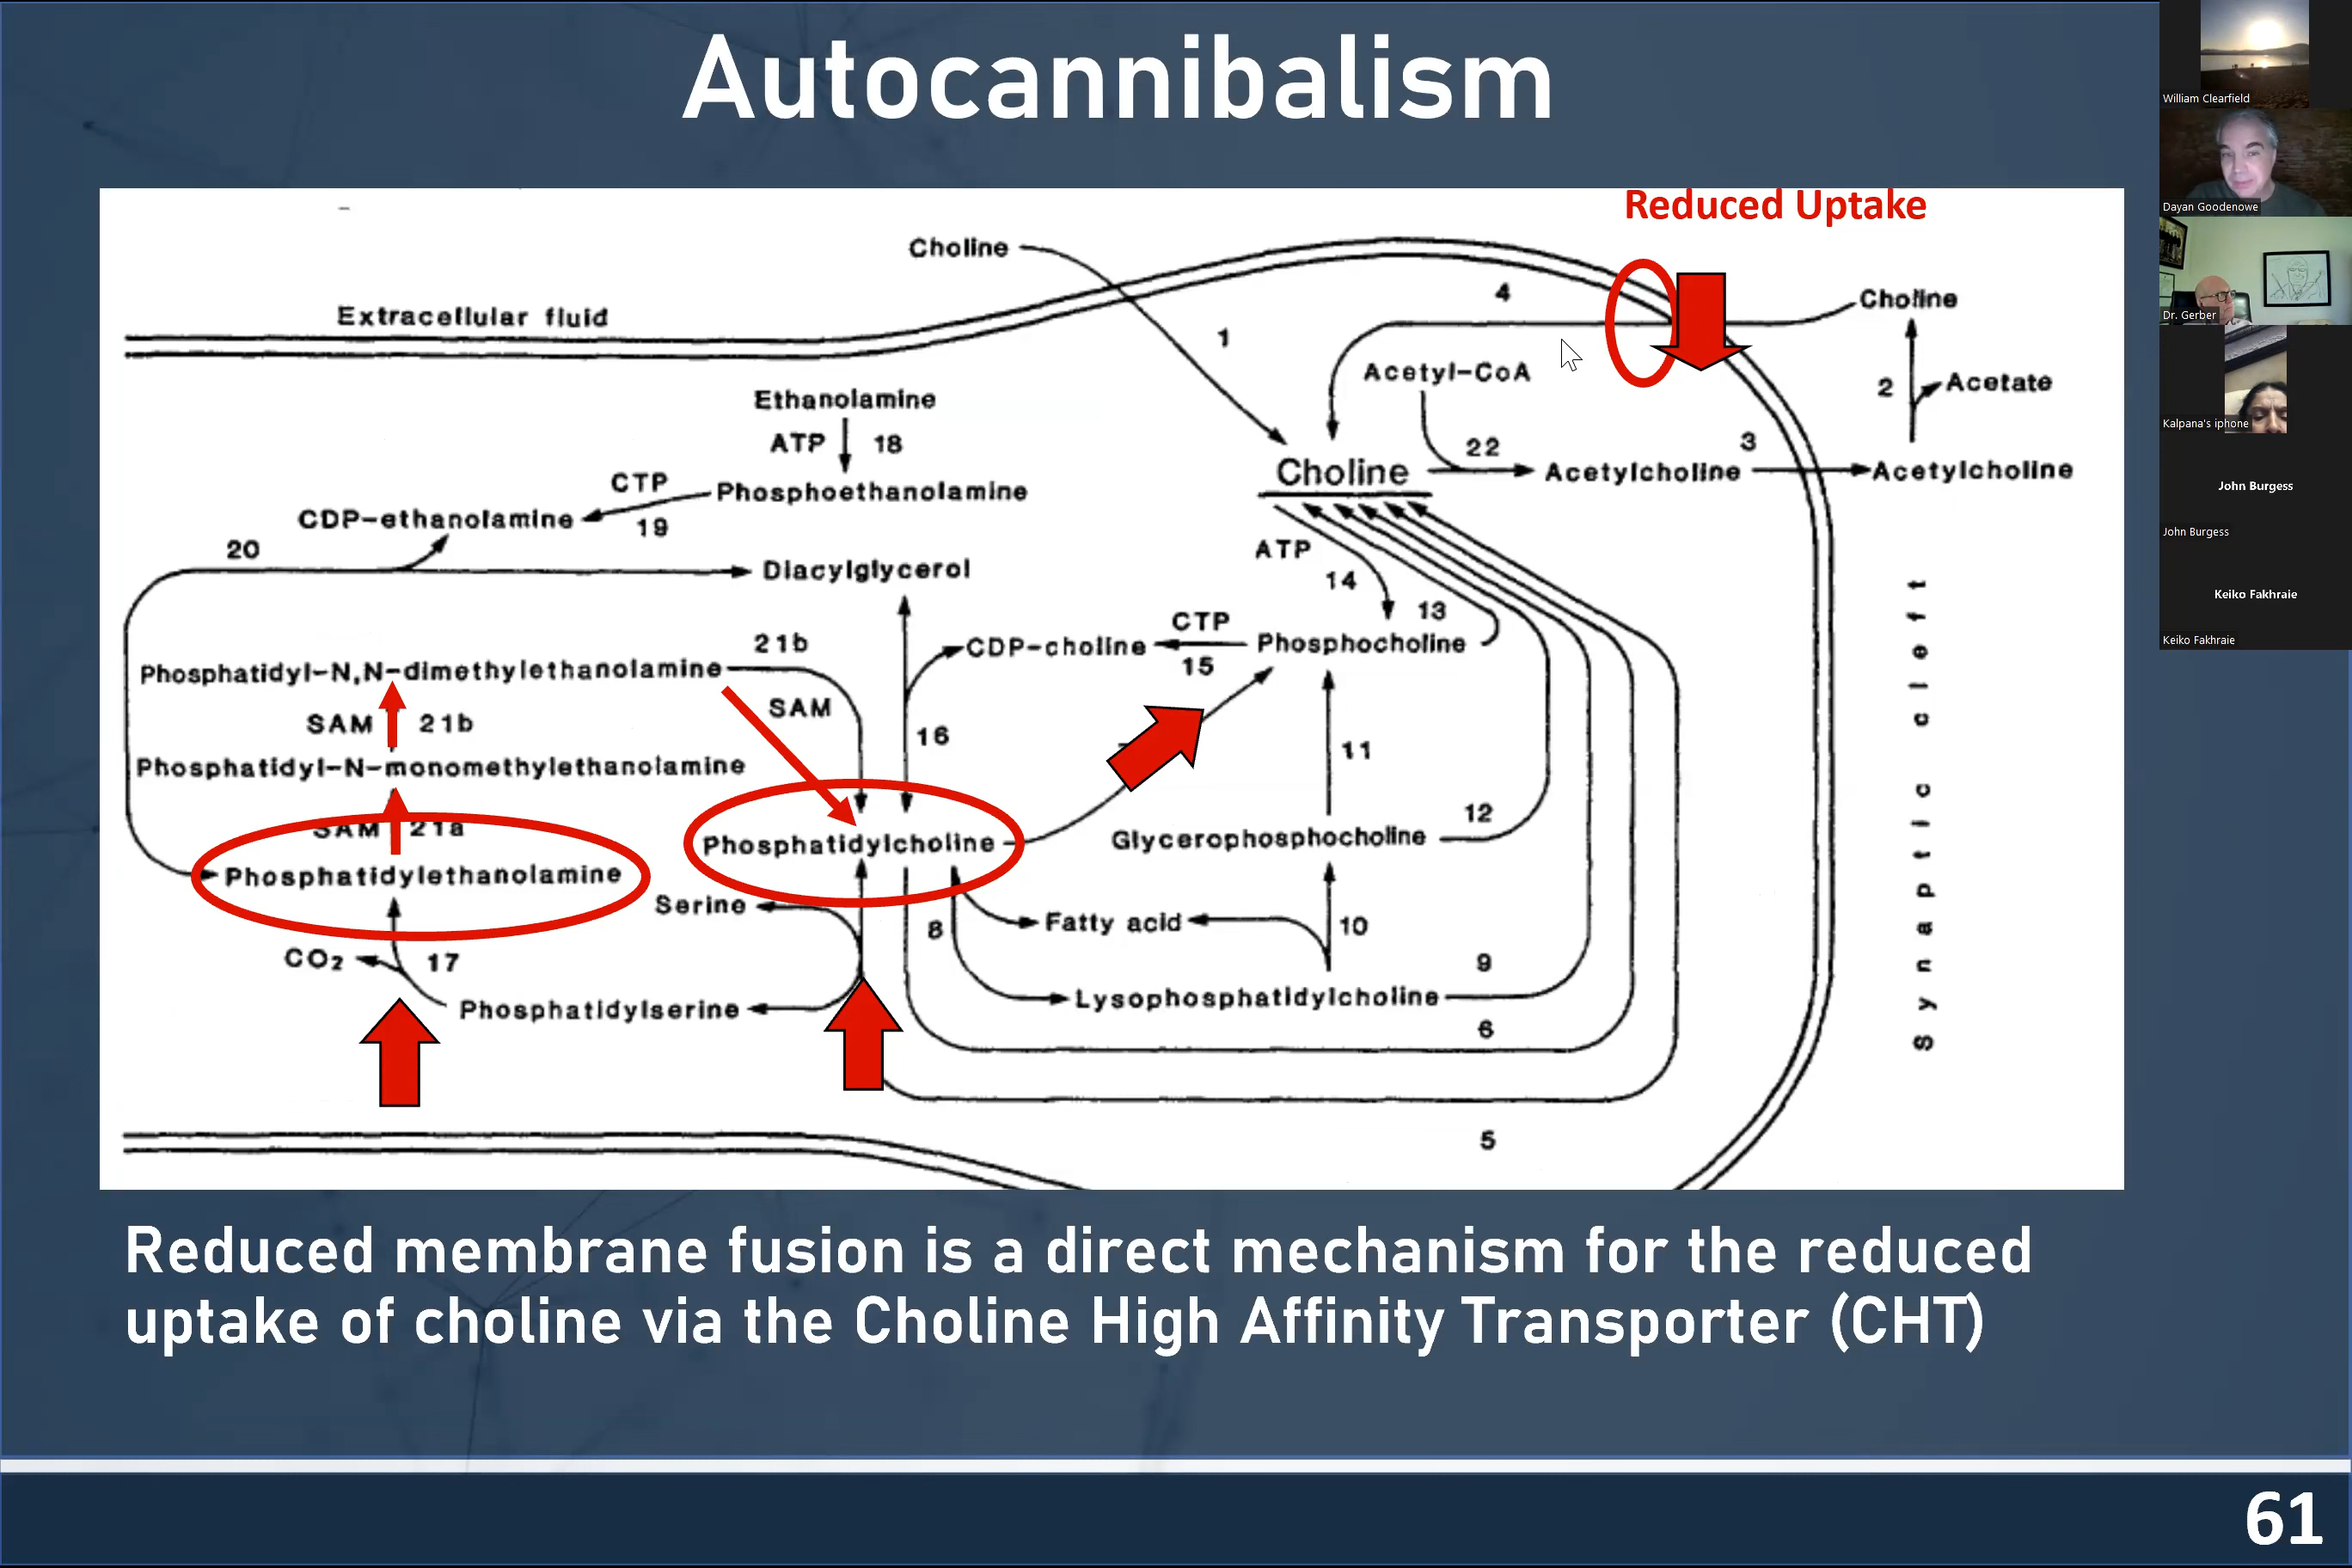 Autocannibalism
Reduced Uptake
Choline
Extracellular fluid
4
Choline
1
Acetyl-CoA
2
Acetate
Ethanolamine
ATP
18
22
3
CTP
Phosphoethanolamine
Choline
Acetylcholine
Acetylcholine
CDP-ethanolamine
19
20
ATP
Diacylglycerol
14
13
CTP
21b
CDP-choline
Phosphocholine
15
Phosphatidyl-N,N-dimethylethanolamine
SAM
SAM
21b
16
11
Phosphatidyl-N-monomethylethanolamine
SAM
21a
12
Phosphatidylcholine
Glycerophosphocholine
Phosphatidylethanolamine
Serine
Fatty acid
8
10
CO2
17
9
Phosphatidylserine
Lysophosphatidylcholine
6
5
Synaptic cleft
Reduced membrane fusion is a direct mechanism for the reduced
uptake of choline via the Choline High Affinity Transporter (CHT)
61
William Clearfield
Dayan Goodenowe
Dr. Gerber
Kalpana's iphone
John Burgess
John Burgess
Keiko Fakhraie
Keiko Fakhraie